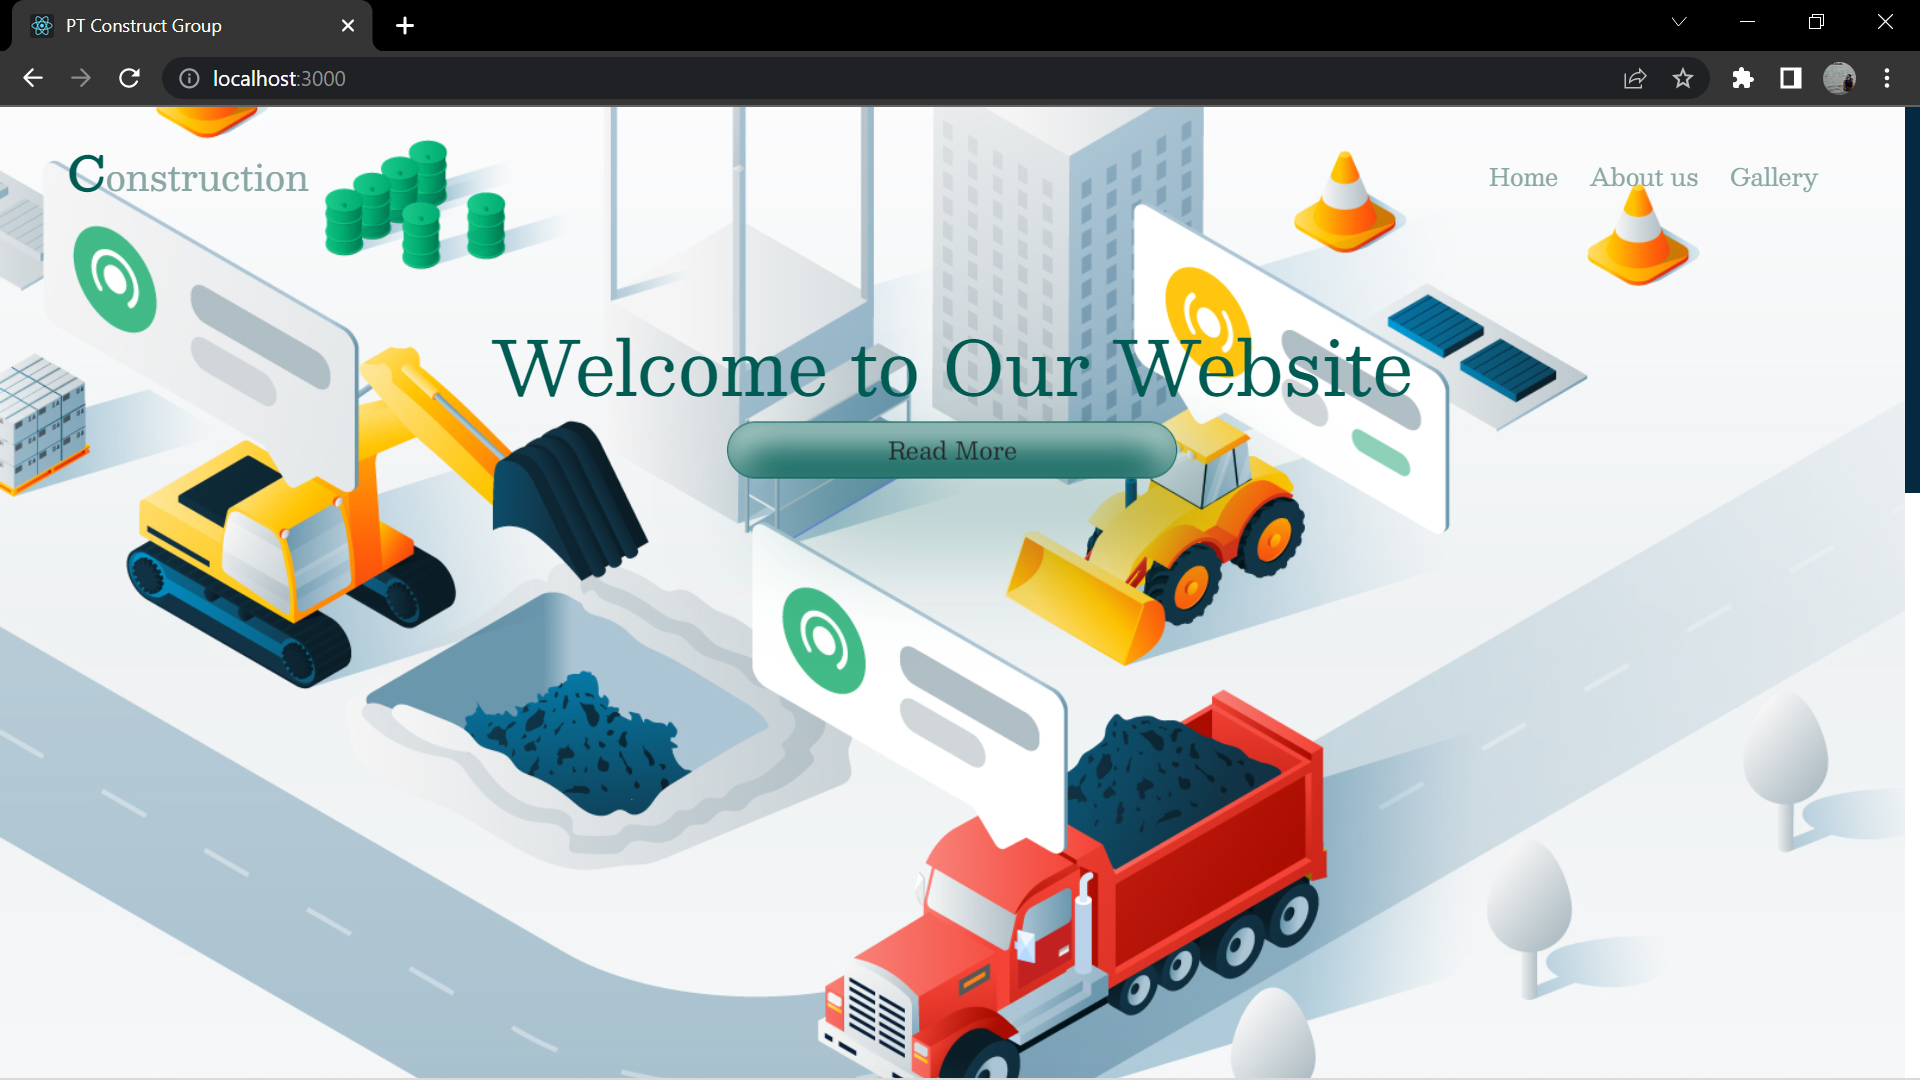 PT Construct Group
localhost:3000
Construction
Home About us Gallery
Welcome to Our Website
Read More